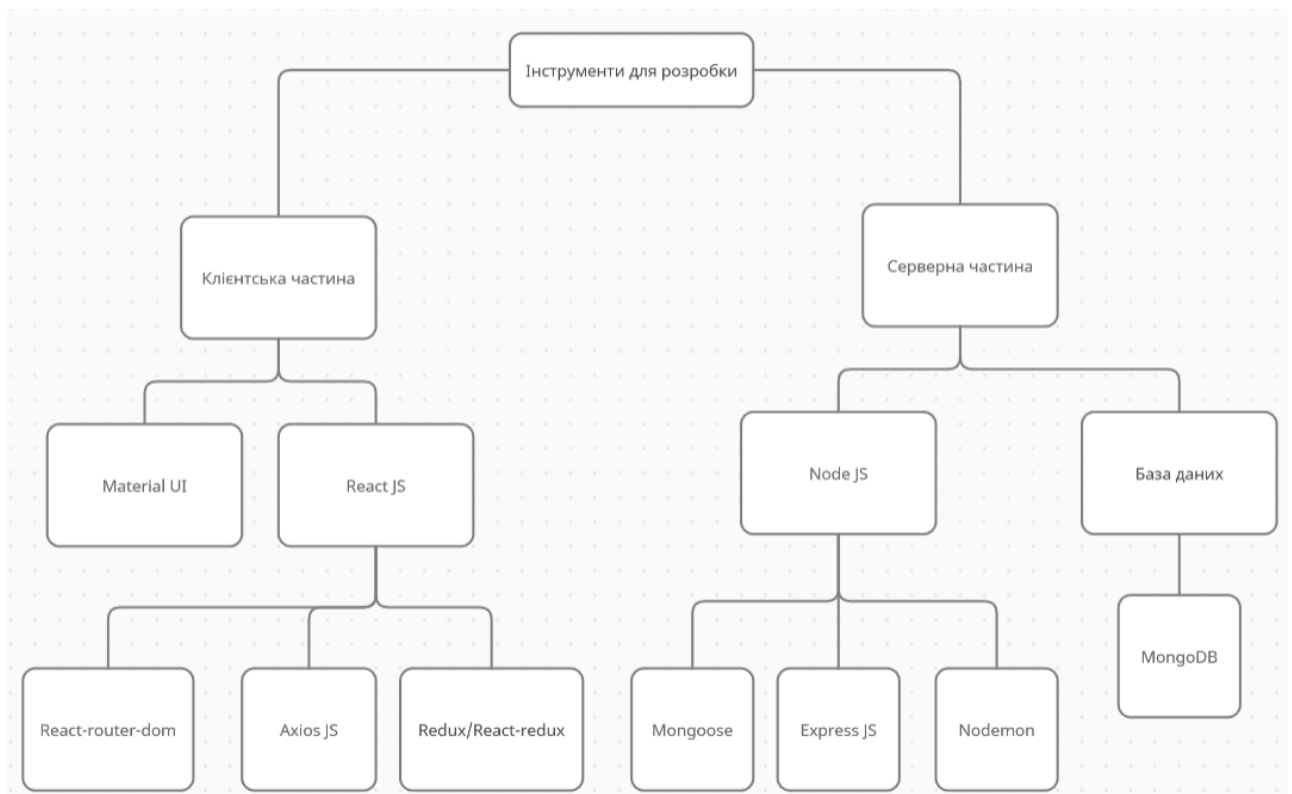 Інструменти для розробки
Клієнтська частина
Серверна частина
Material UI
React JS
Node JS
База даних
React-router-dom
Axios JS
Redux/React-redux
Mongoose
Express JS
Nodemon
MongoDB